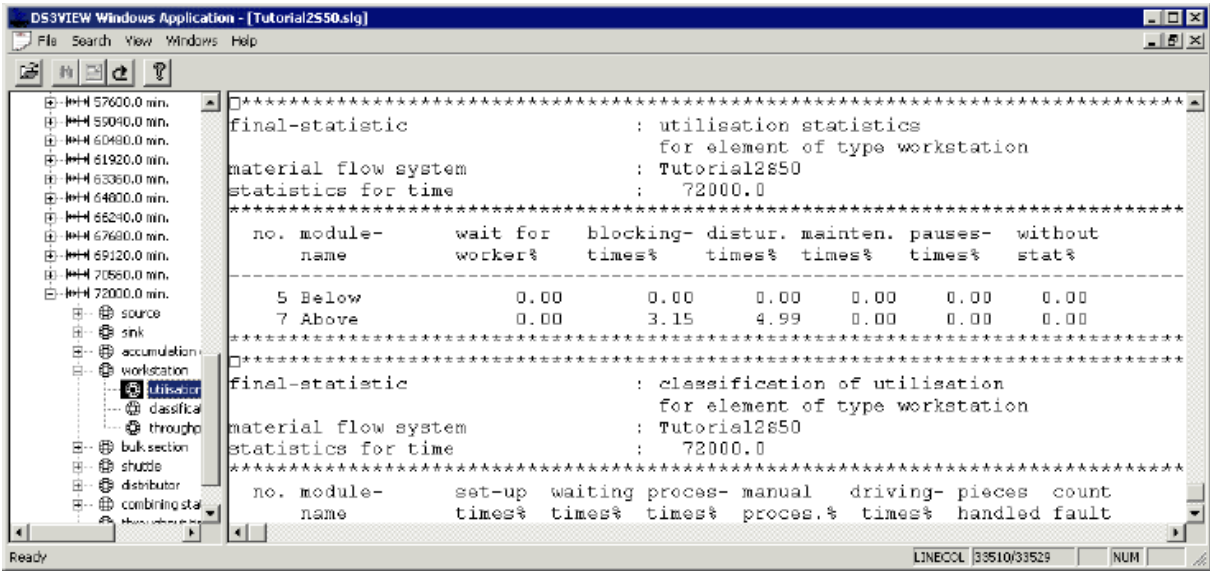 DS3VIEW Windows Application - [Tutorial2S50.slg]
File Search View Windows Help
57600.0 min.
59040.0 min.
60480.0 min.
61920.0 min.
63360.0 min.
64800.0 min.
66240.0 min.
67680.0 min.
69120.0 min.
70560.0 min.
72000.0 min.
source
sink
accumulation
workstation
utilisation
classifica
throughp
bulk section
shuttle
distributor
combining sta
*******************************************************************************
final-statistic : utilisation statistics
for element of type workstation
material flow system : Tutorial2S50
statistics for time : 72000.0
*******************************************************************************
no. module- wait for blocking- distur. mainten. pauses- without
name worker% times% times% times% times% stat%
-------------------------------------------------------------------------------
5 Below 0.00 0.00 0.00 0.00 0.00 0.00
7 Above 0.00 3.15 4.99 0.00 0.00 0.00
*******************************************************************************
*******************************************************************************
final-statistic : classification of utilisation
for element of type workstation
material flow system : Tutorial2S50
statistics for time : 72000.0
*******************************************************************************
no. module- set-up waiting proces- manual driving- pieces count
name times% times% times% proces.% times% handled fault
Ready
LINECOL 33510/33529 NUM